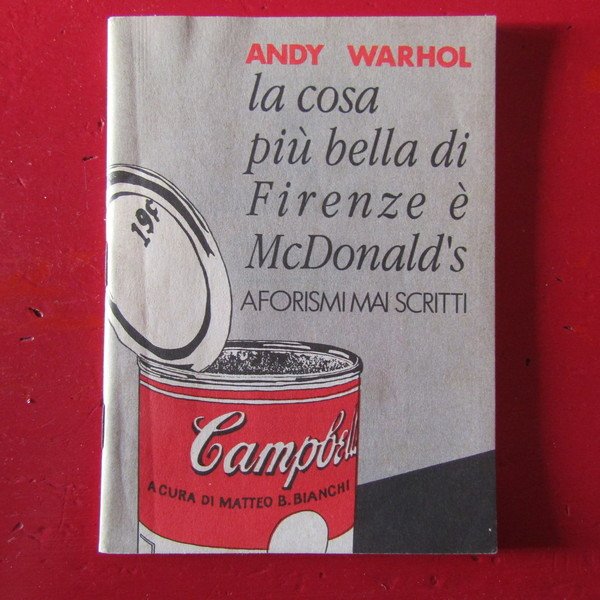 ANDY WARHOL
la cosa
più bella di
Firenze è
McDonald's
AFORISMI MAI SCRITTI
19¢
Campbell
A CURA DI MATTEO B. BIANCHI